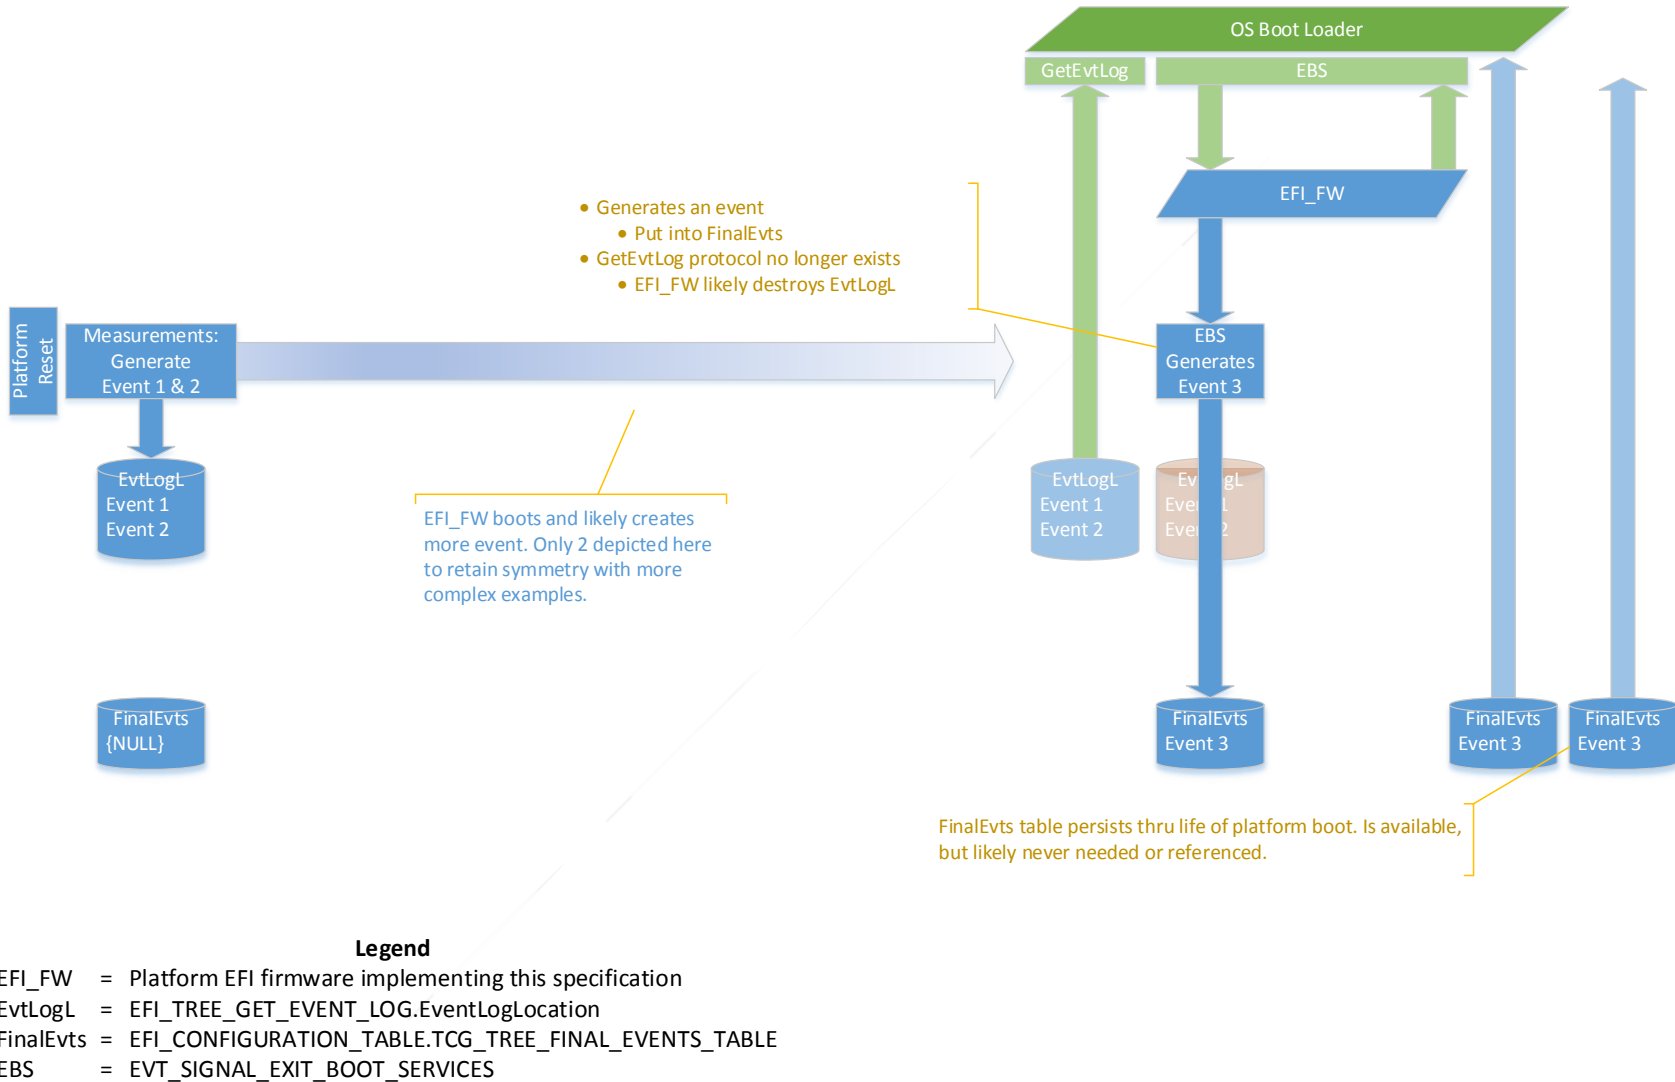 OS Boot Loader
GetEvtLog
EBS
EFI_FW
• Generates an event
• Put into FinalEvts
• GetEvtLog protocol no longer exists
• EFI_FW likely destroys EvtLogL
Platform
Reset
Measurements:
Generate
Event 1 & 2
EBS
Generates
Event 3
EvtLogL
Event 1
Event 2
EFI_FW boots and likely creates
more event. Only 2 depicted here
to retain symmetry with more
complex examples.
EvtLogL
Event 1
Event 2
FinalEvts
{NULL}
FinalEvts
Event 3
FinalEvts
Event 3
FinalEvts
Event 3
FinalEvts table persists thru life of platform boot. Is available,
but likely never needed or referenced.
Legend
EFI_FW = Platform EFI firmware implementing this specification
EvtLogL = EFI_TREE_GET_EVENT_LOG.EventLogLocation
FinalEvts = EFI_CONFIGURATION_TABLE.TCG_TREE_FINAL_EVENTS_TABLE
EBS = EVT_SIGNAL_EXIT_BOOT_SERVICES